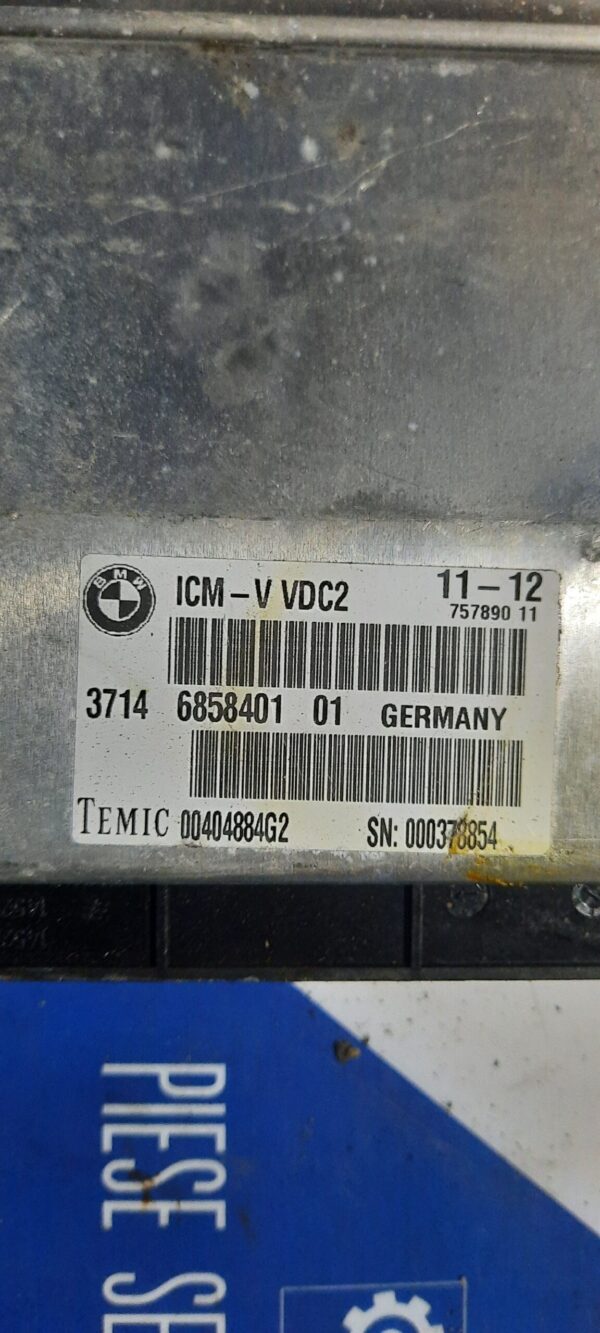 BMW
ICM – V VDC2 11 – 12
757890 11
3714 6858401 01 GERMANY
TEMIC 00404884G2 SN: 000378854
PIESE